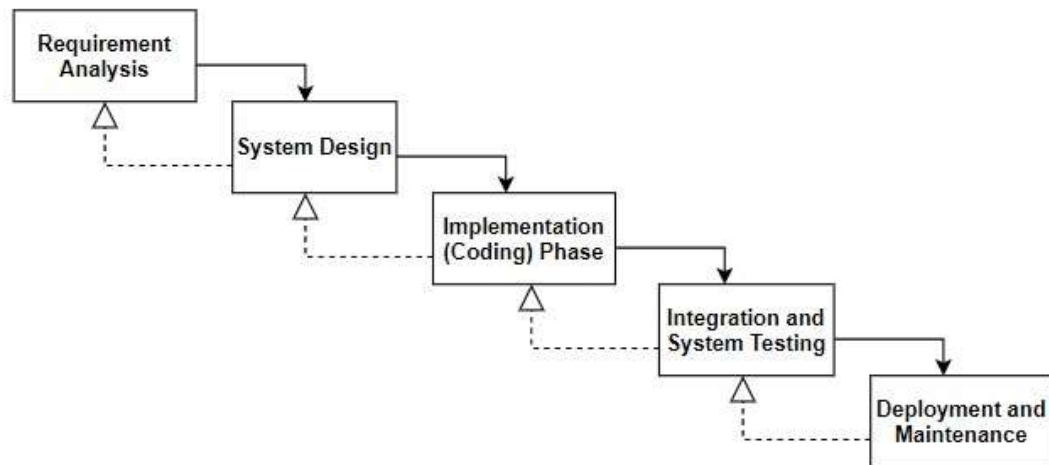 Requirement
Analysis
System Design
Implementation
(Coding) Phase
Integration and
System Testing
Deployment and
Maintenance